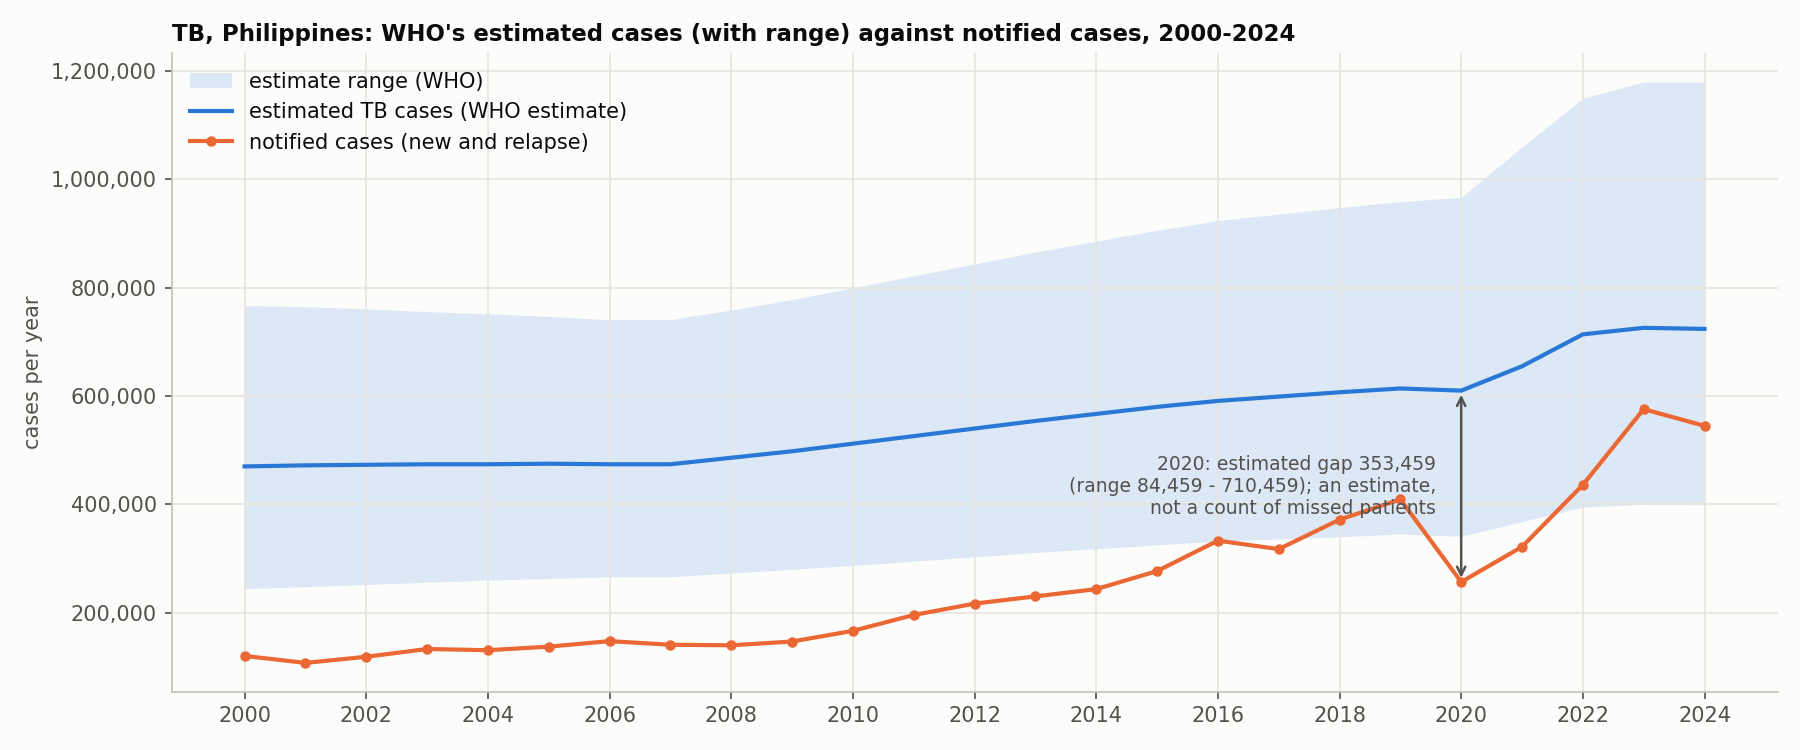 TB, Philippines: WHO's estimated cases (with range) against notified cases, 2000-2024
estimate range (WHO)
estimated TB cases (WHO estimate)
notified cases (new and relapse)
cases per year
1,200,000
1,000,000
800,000
600,000
400,000
200,000
2020: estimated gap 353,459
(range 84,459 - 710,459); an estimate,
not a count of missed patients
2000 2002 2004 2006 2008 2010 2012 2014 2016 2018 2020 2022 2024